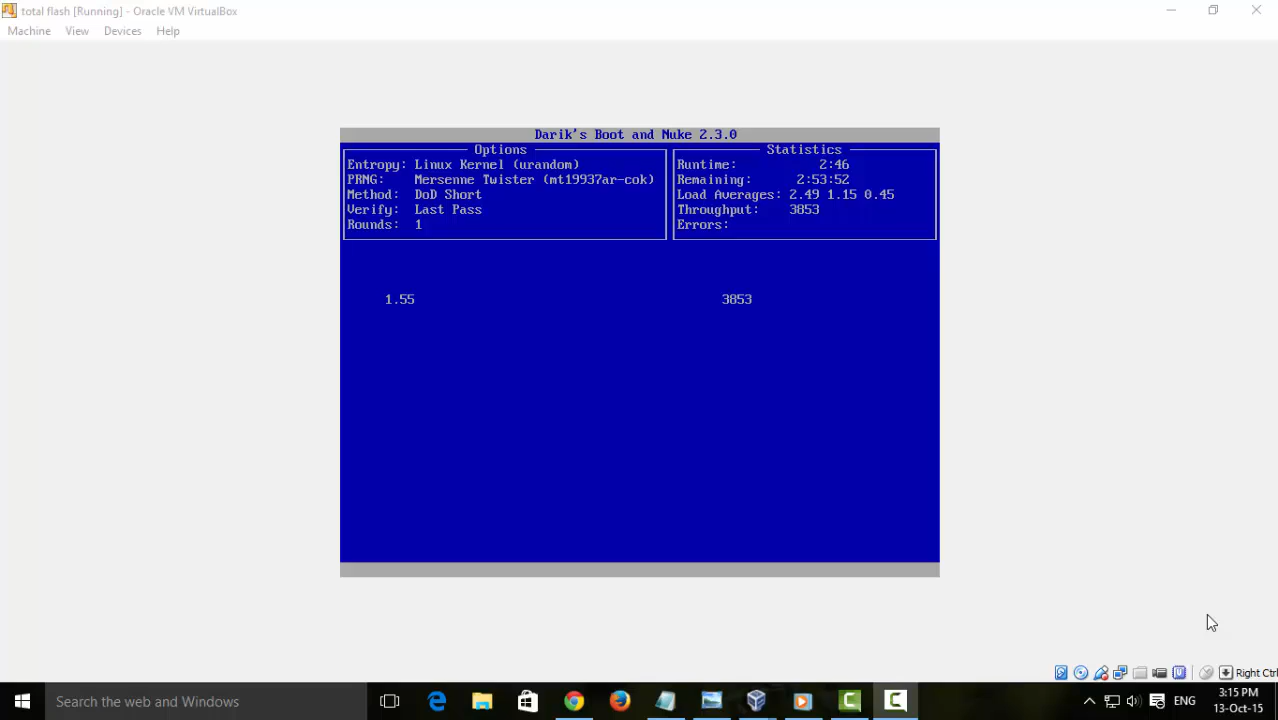 total flash [Running] - Oracle VM VirtualBox
Machine View Devices Help
Darik's Boot and Nuke 2.3.0
Options
Entropy: Linux Kernel (urandom)
PRNG: Mersenne Twister (mt19937ar-cok)
Method: DoD Short
Verify: Last Pass
Rounds: 1
Statistics
Runtime: 2:46
Remaining: 2:53:52
Load Averages: 2.49 1.15 0.45
Throughput: 3853
Errors:
1.55 3853
Right Ctrl
Search the web and Windows
ENG
3:15 PM
13-Oct-15